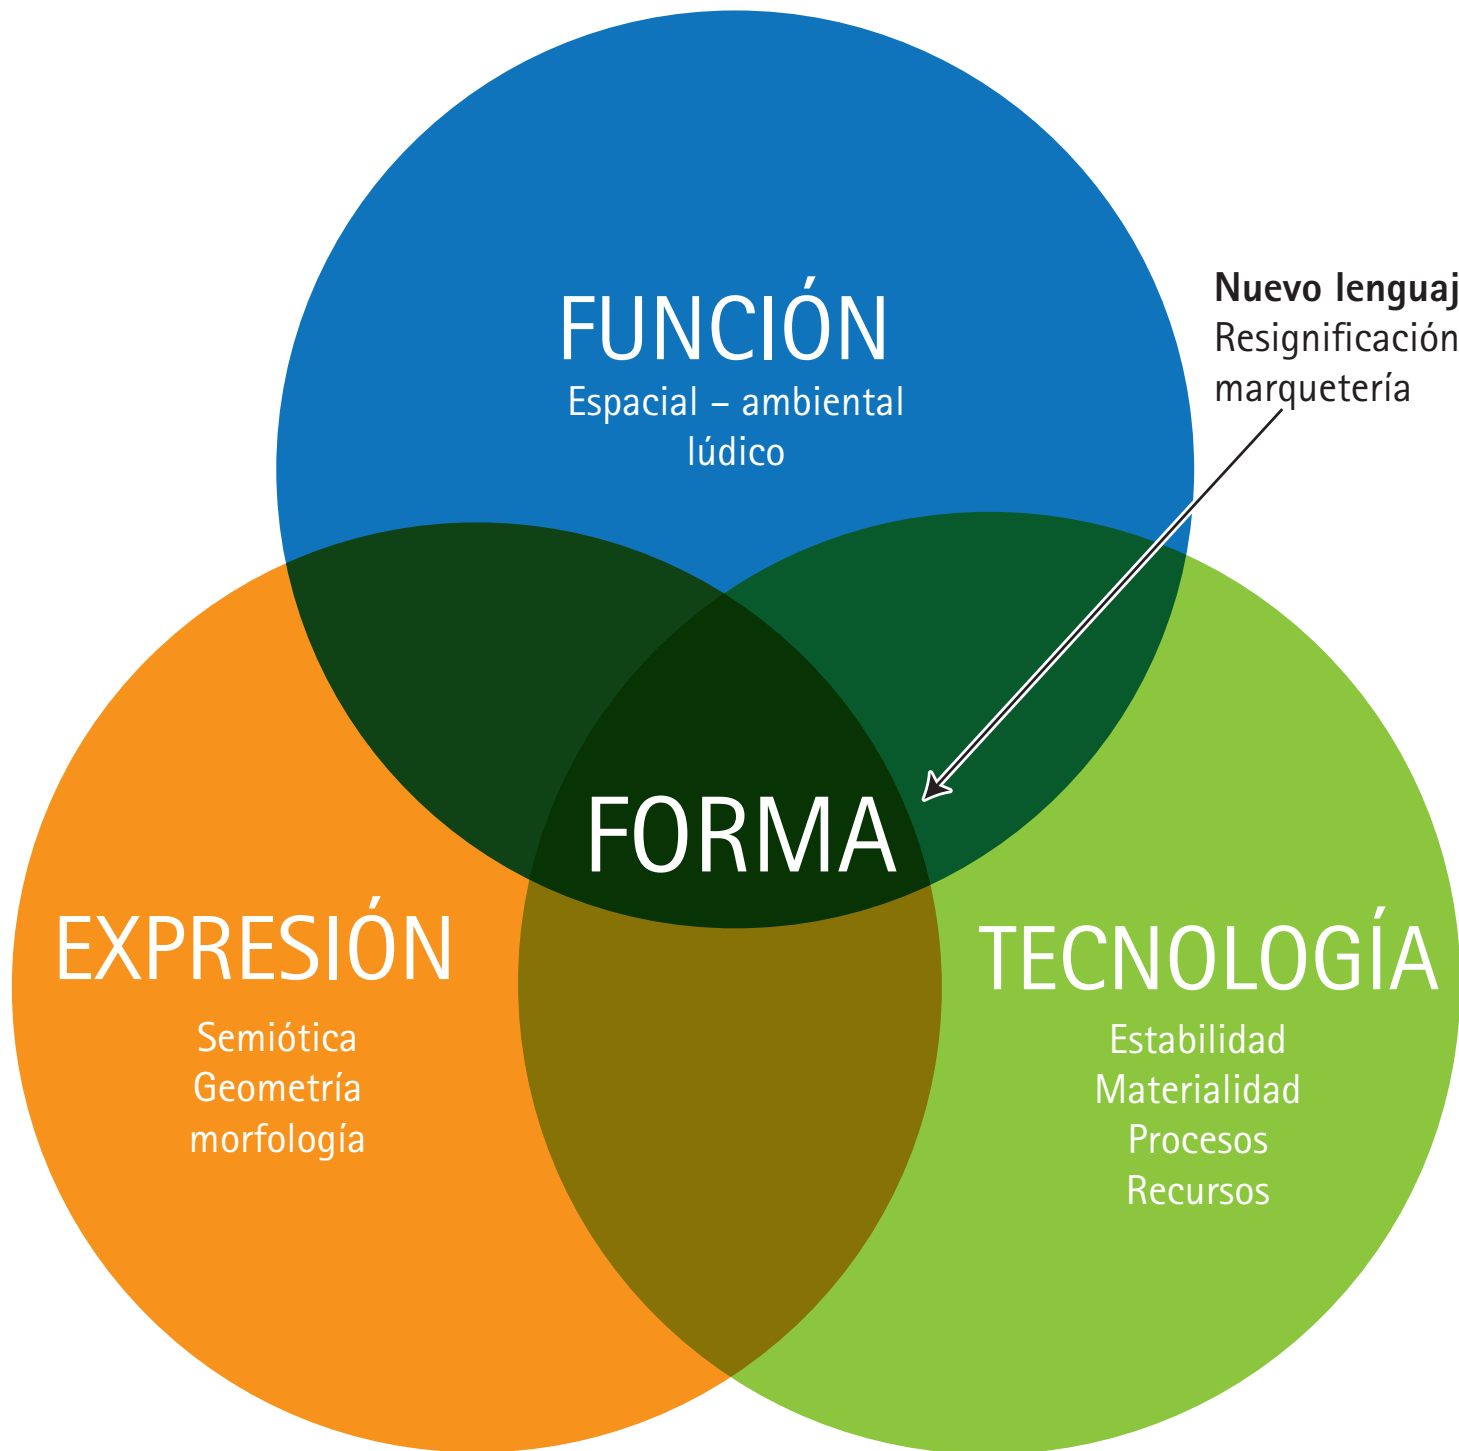 FUNCIÓN
Espacial – ambiental
lúdico
Nuevo lenguaj
Resignificación
marquetería
FORMA
EXPRESIÓN
Semiótica
Geometría
morfología
TECNOLOGÍA
Estabilidad
Materialidad
Procesos
Recursos